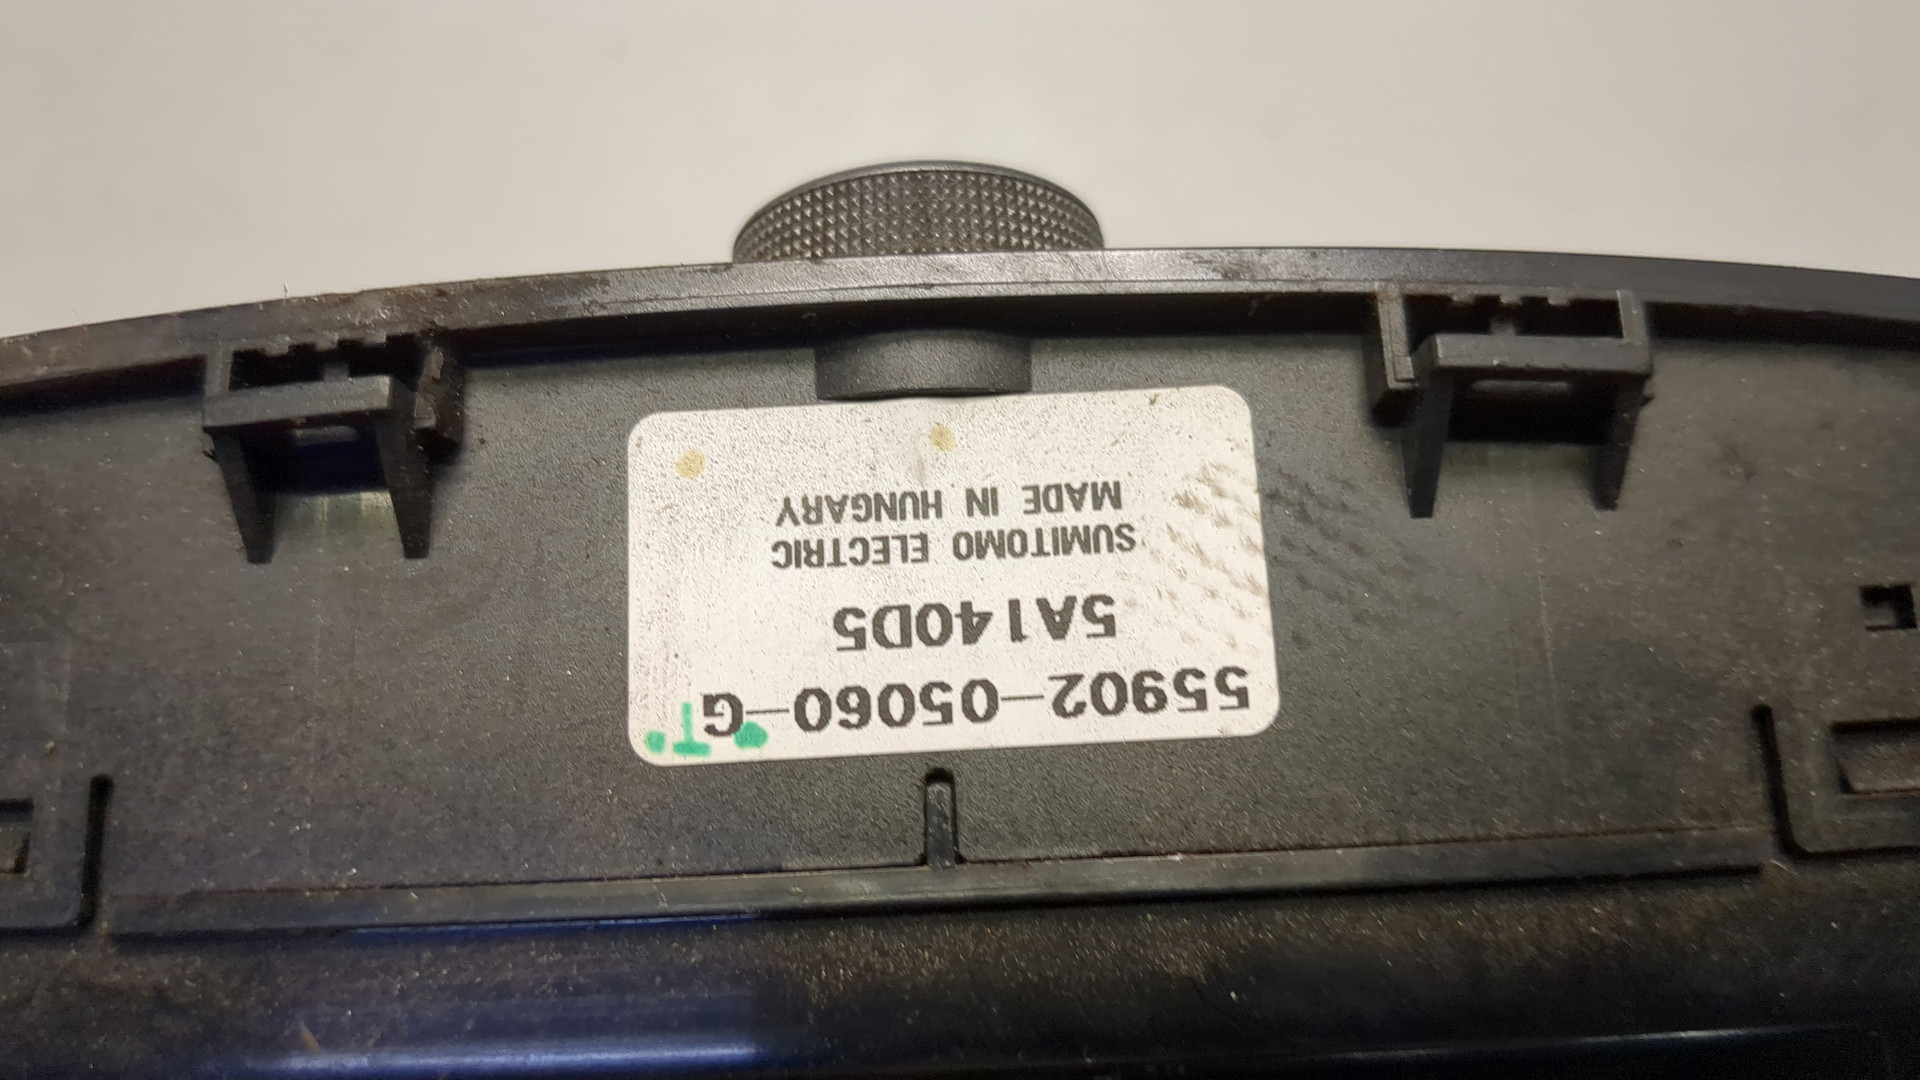 55902-05060-G
5A140D5
SUMITOMO ELECTRIC
MADE IN HUNGARY